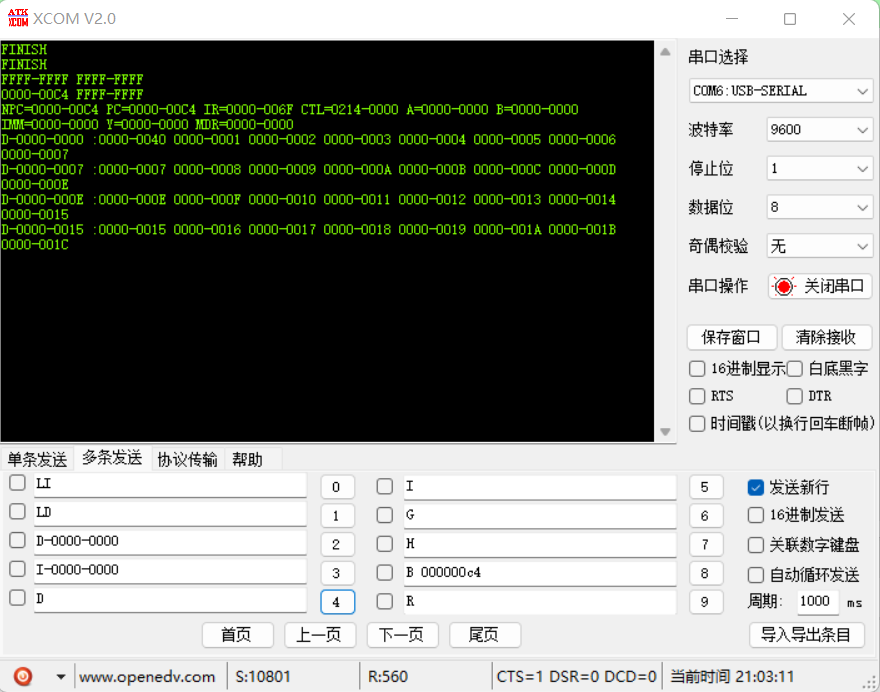 ATK XCOM XCOM V2.0
FINISH
FINISH
FFFF-FFFF FFFF-FFFF
0000-00C4 FFFF-FFFF
NPC=0000-00C4 PC=0000-00C4 IR=0000-006F CTL=0214-0000 A=0000-0000 B=0000-0000
IMM=0000-0000 Y=0000-0000 MDR=0000-0000
D-0000-0000 :0000-0040 0000-0001 0000-0002 0000-0003 0000-0004 0000-0005 0000-0006
0000-0007
D-0000-0007 :0000-0007 0000-0008 0000-0009 0000-000A 0000-000B 0000-000C 0000-000D
0000-000E
D-0000-000E :0000-000E 0000-000F 0000-0010 0000-0011 0000-0012 0000-0013 0000-0014
0000-0015
D-0000-0015 :0000-0015 0000-0016 0000-0017 0000-0018 0000-0019 0000-001A 0000-001B
0000-001C
串口选择
COM6:USB-SERIAL
波特率 9600
停止位 1
数据位 8
奇偶校验 无
串口操作 关闭串口
保存窗口 清除接收
16进制显示 白底黑字
RTS DTR
时间戳(以换行回车断帧)
单条发送 多条发送 协议传输 帮助
LI 0 I 5 发送新行
LD 1 G 6 16进制发送
D-0000-0000 2 H 7 关联数字键盘
I-0000-0000 3 B 000000c4 8 自动循环发送
D 4 R 9 周期: 1000 ms
首页 上一页 下一页 尾页 导入导出条目
www.openedv.com S:10801 R:560 CTS=1 DSR=0 DCD=0 当前时间 21:03:11